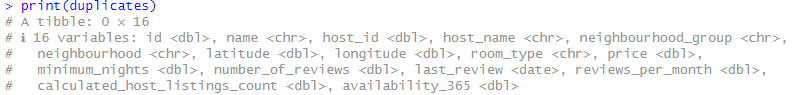 > print(duplicates)
# A tibble: 0 × 16
# ℹ 16 variables: id <dbl>, name <chr>, host_id <dbl>, host_name <chr>, neighbourhood_group <chr>,
#   neighbourhood <chr>, latitude <dbl>, longitude <dbl>, room_type <chr>, price <dbl>,
#   minimum_nights <dbl>, number_of_reviews <dbl>, last_review <date>, reviews_per_month <dbl>,
#   calculated_host_listings_count <dbl>, availability_365 <dbl>